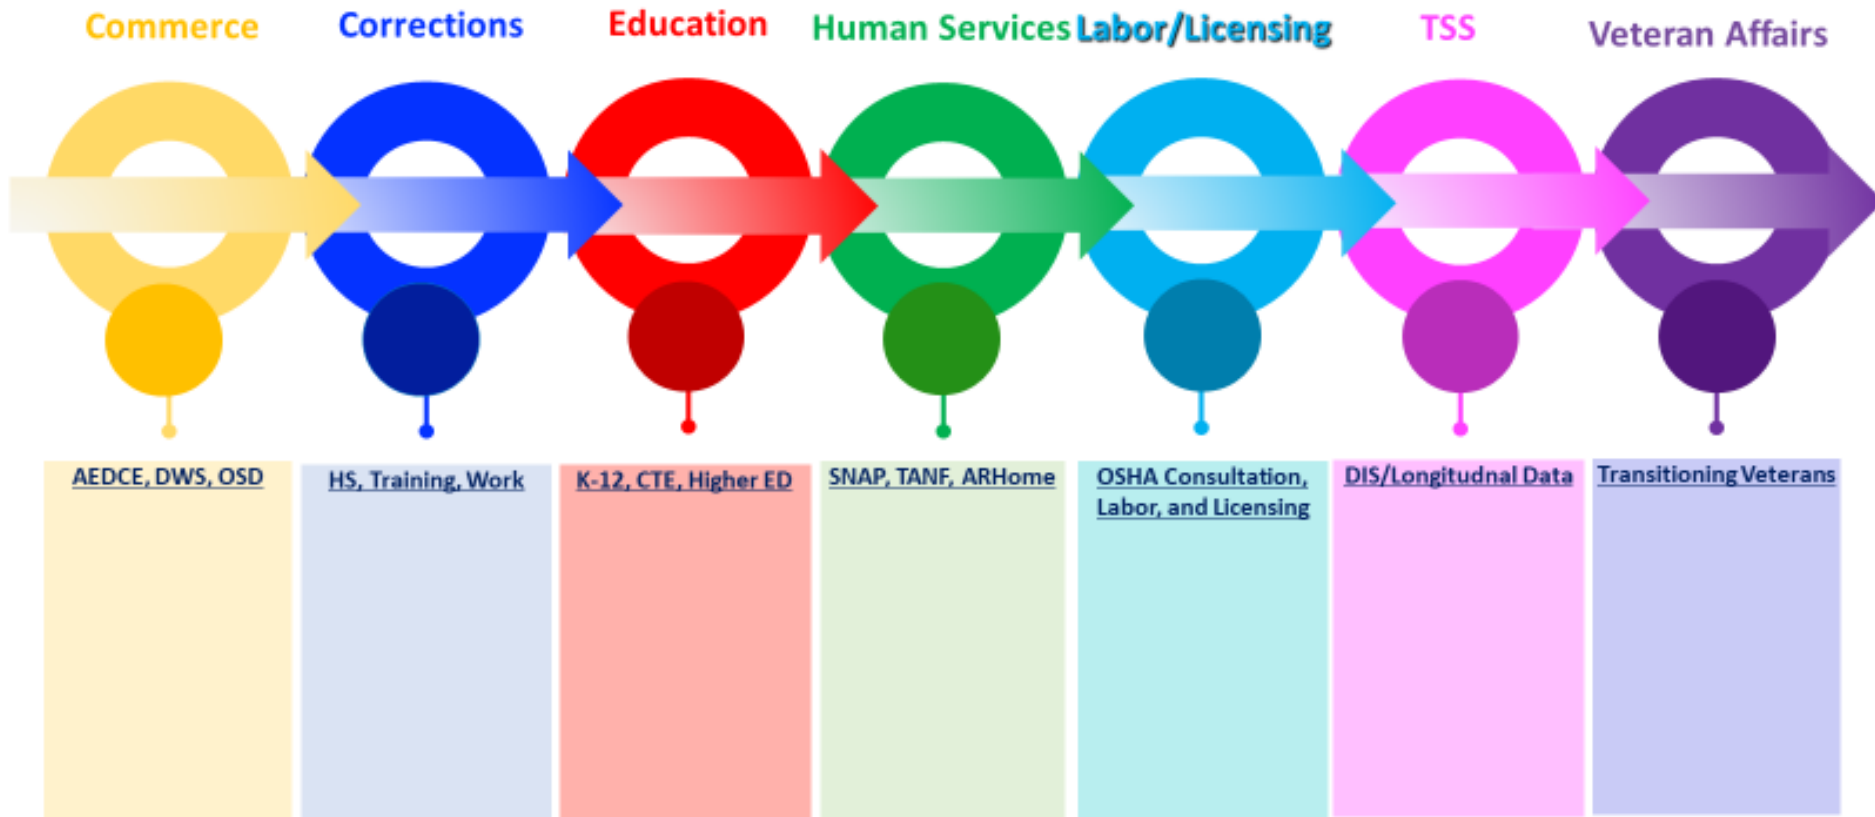 Commerce
Corrections
Education
Human Services
Labor/Licensing
TSS
Veteran Affairs
AEDCE, DWS, OSD
HS, Training, Work
K-12, CTE, Higher ED
SNAP, TANF, ARHome
OSHA Consultation,
Labor, and Licensing
DIS/Longitudnal Data
Transitioning Veterans